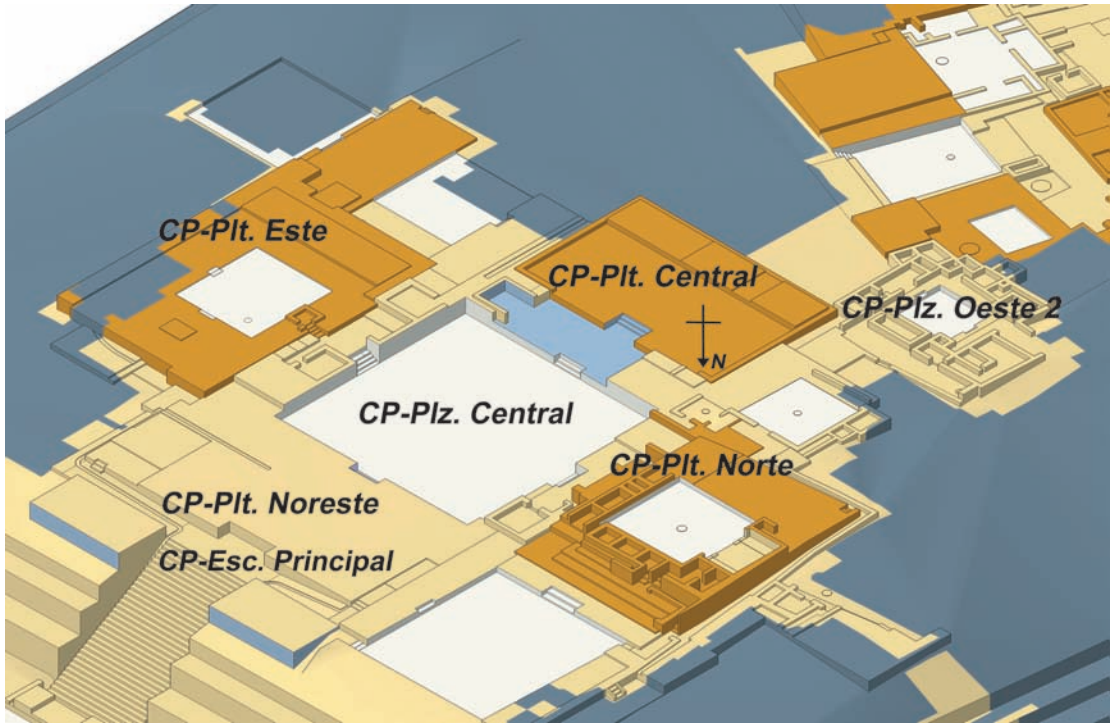 CP-Plt. Este
CP-Plt. Central
CP-Plz. Oeste 2
N
CP-Plz. Central
CP-Plt. Norte
CP-Plt. Noreste
CP-Esc. Principal